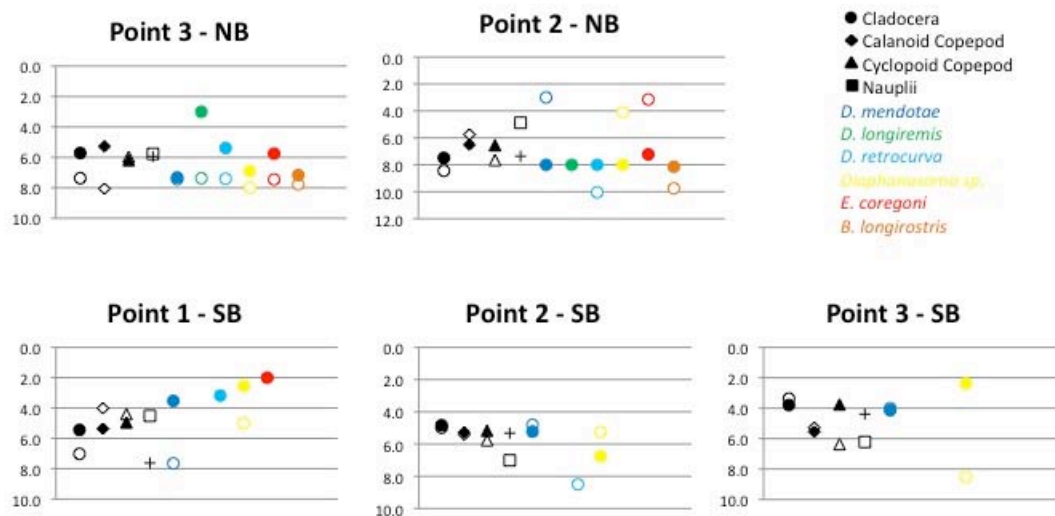 Point 3 - NB
0.0
2.0
4.0
6.0
8.0
10.0
Point 2 - NB
0.0
2.0
4.0
6.0
8.0
10.0
12.0
Cladocera
Calanoid Copepod
Cyclopoid Copepod
Nauplii
D. mendotae
D. longiremis
D. retrocurva
Diaphanosoma sp.
E. coregoni
B. longirostris
Point 1 - SB
0.0
2.0
4.0
6.0
8.0
10.0
Point 2 - SB
0.0
2.0
4.0
6.0
8.0
10.0
Point 3 - SB
0.0
2.0
4.0
6.0
8.0
10.0